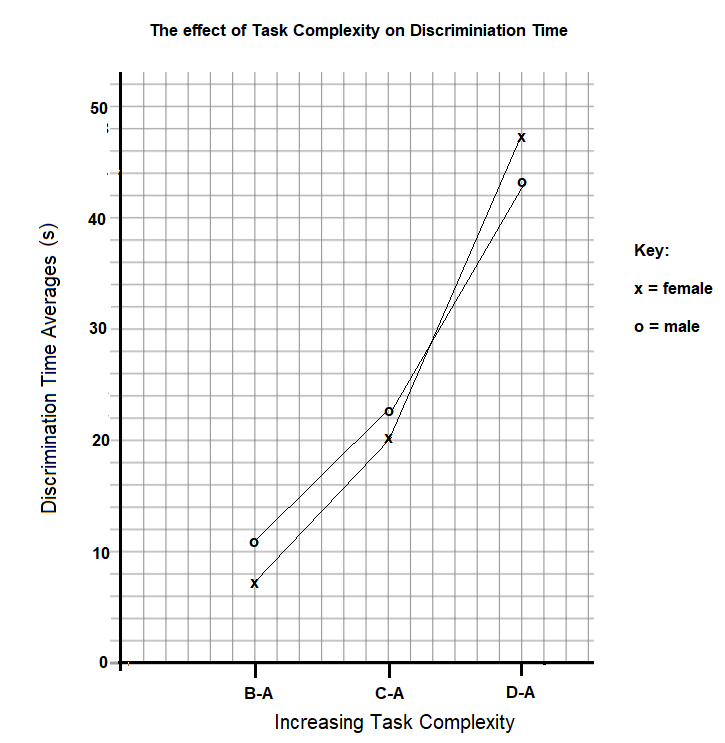 The effect of Task Complexity on Discriminiation Time
50
40
30
20
10
0
Discrimination Time Averages (s)
x
o
o
x
o
x
B-A
C-A
D-A
Increasing Task Complexity
Key:
x = female
o = male